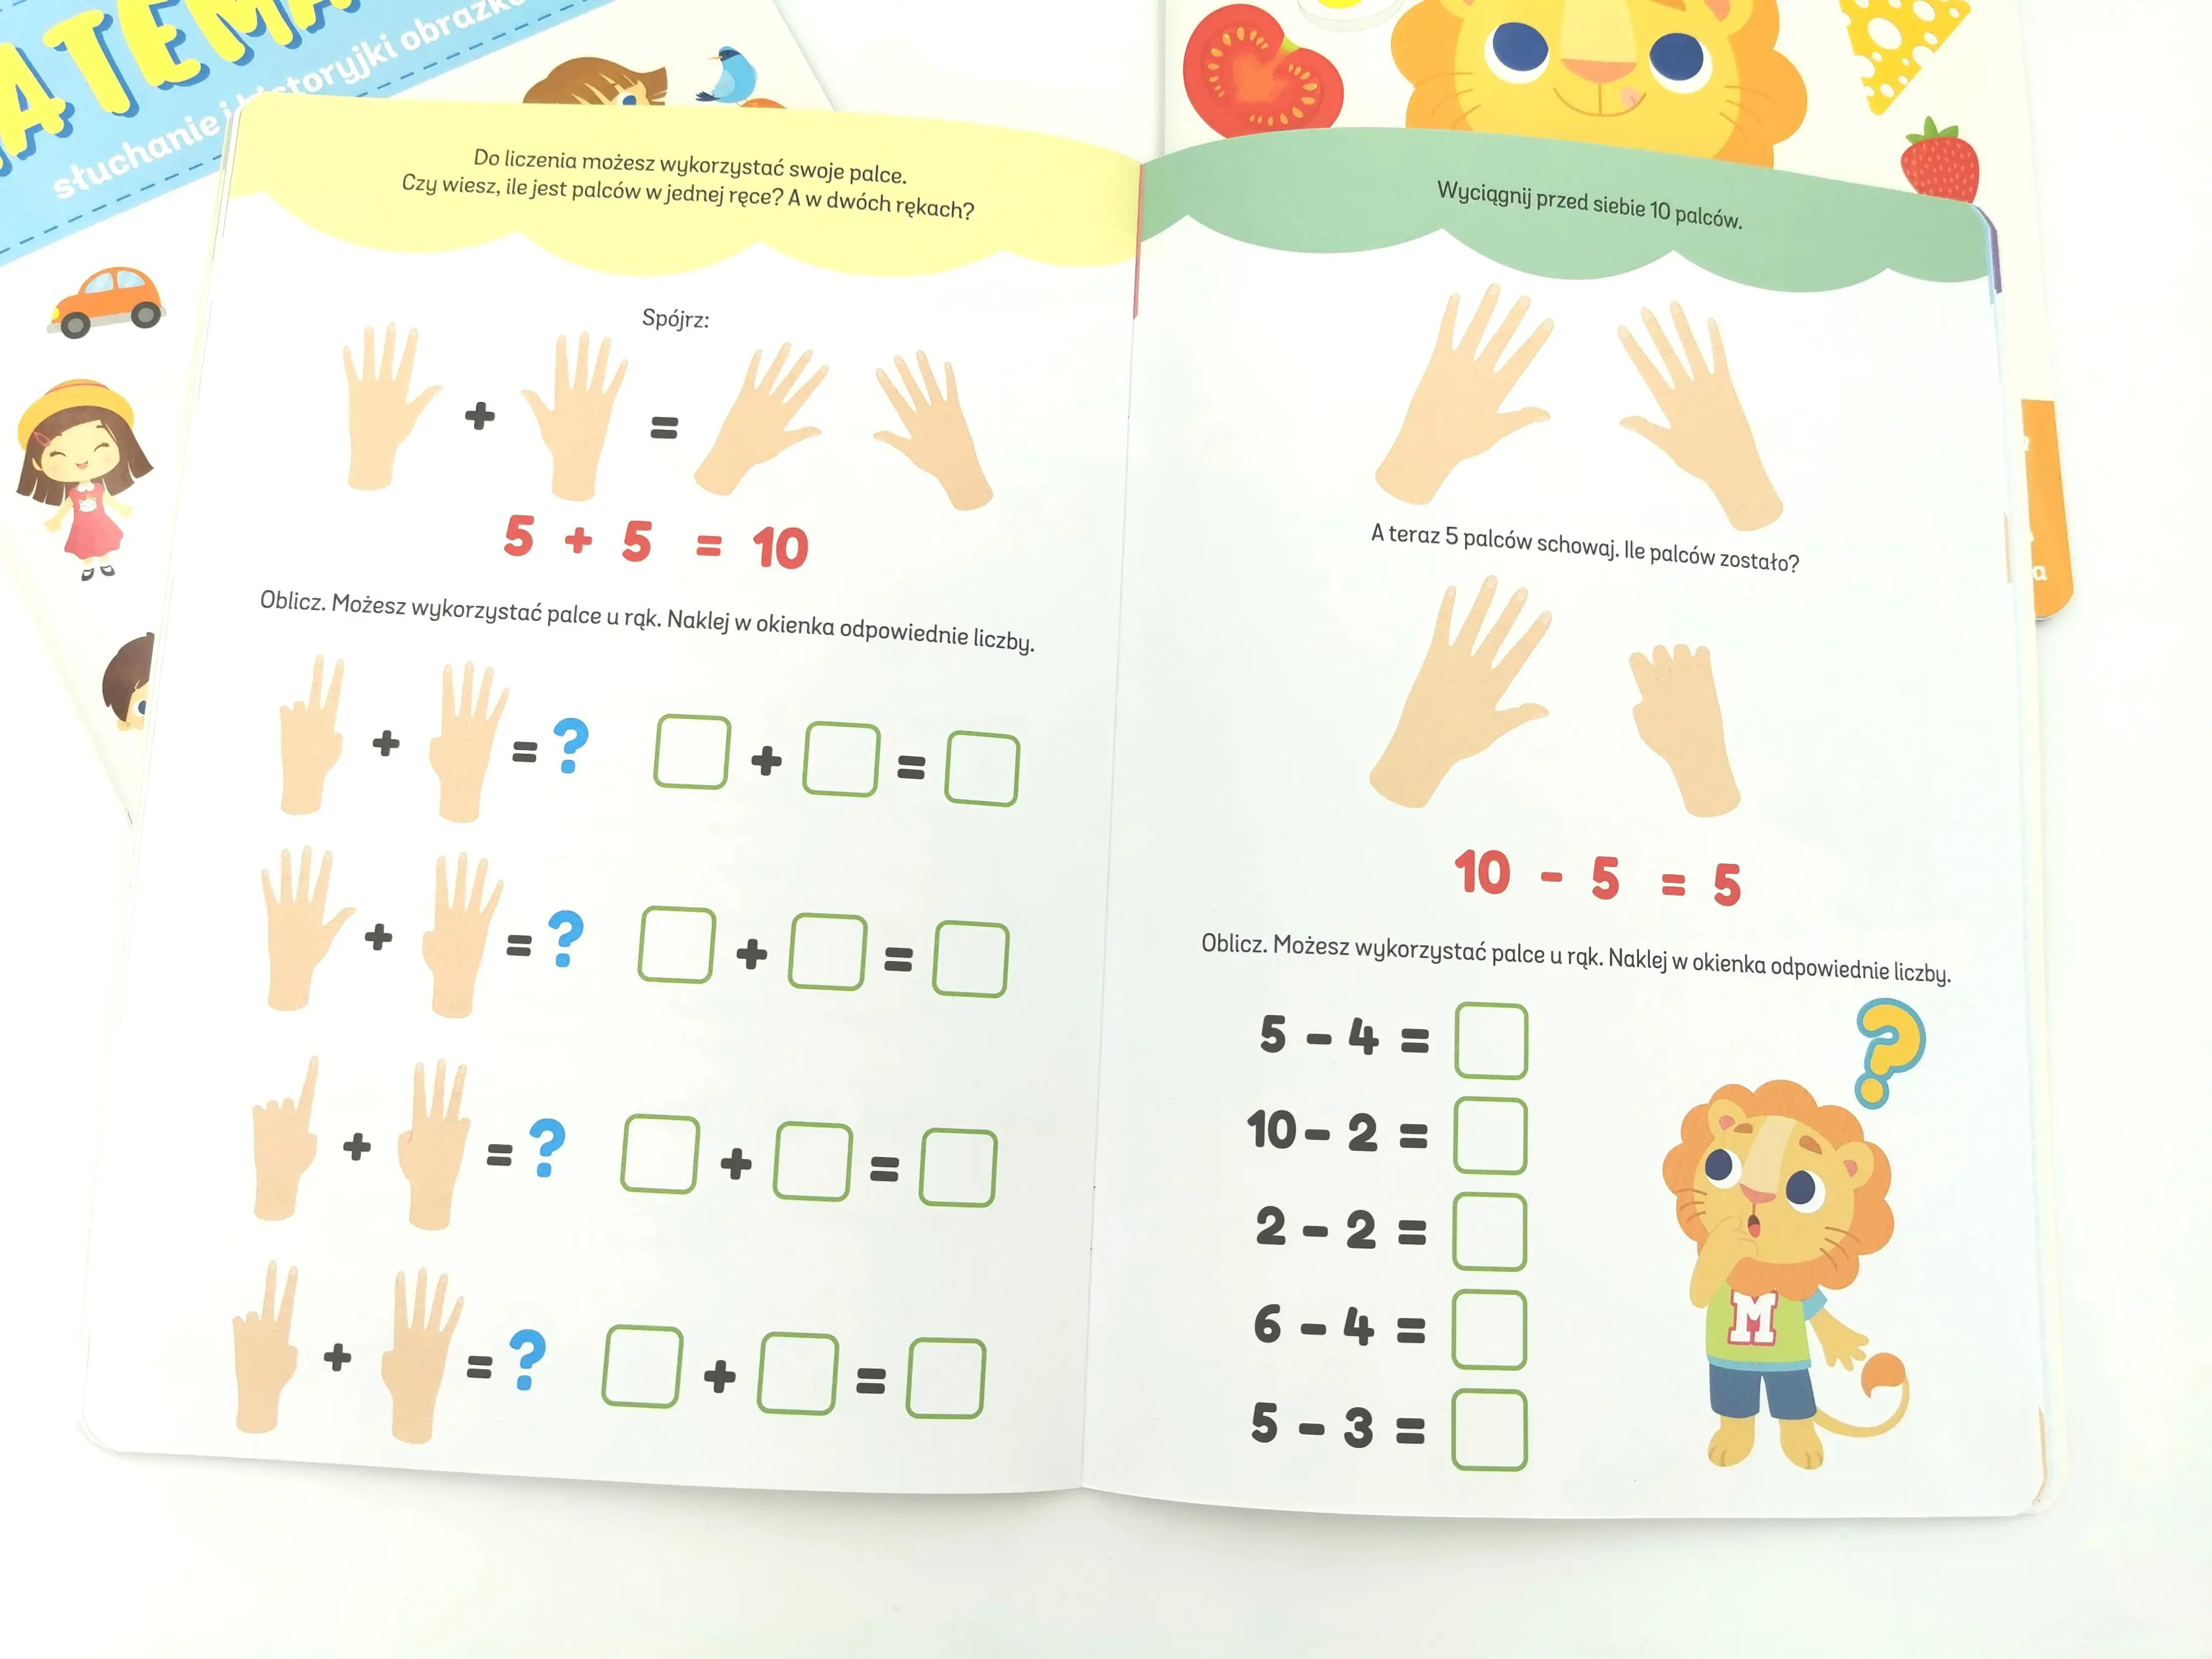 ATEMA
słuchanie i historyjki obrazk
Do liczenia możesz wykorzystać swoje palce.
Czy wiesz, ile jest palców w jednej ręce? A w dwóch rękach?
Spójrz:
+ =
5 + 5 = 10
Oblicz. Możesz wykorzystać palce u rąk. Naklej w okienka odpowiednie liczby.
+ = ? + =
+ = ? + =
+ = ? + =
+ = ? + =
Wyciągnij przed siebie 10 palców.
A teraz 5 palców schowaj. Ile palców zostało?
10 - 5 = 5
Oblicz. Możesz wykorzystać palce u rąk. Naklej w okienka odpowiednie liczby.
5 - 4 =
10 - 2 =
2 - 2 =
6 - 4 =
5 - 3 =
?
M
a